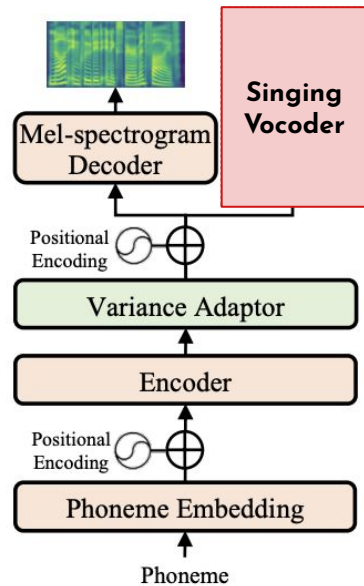 Singing
Vocoder
Mel-spectrogram
Decoder
Positional
Encoding
Variance Adaptor
Encoder
Positional
Encoding
Phoneme Embedding
Phoneme